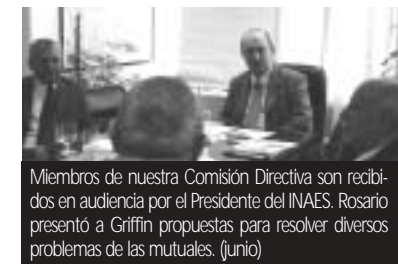 Miembros de nuestra Comisión Directiva son recibi-
dos en audiencia por el Presidente del INAES. Rosario
presentó a Griffin propuestas para resolver diversos
problemas de las mutuales. (junio)